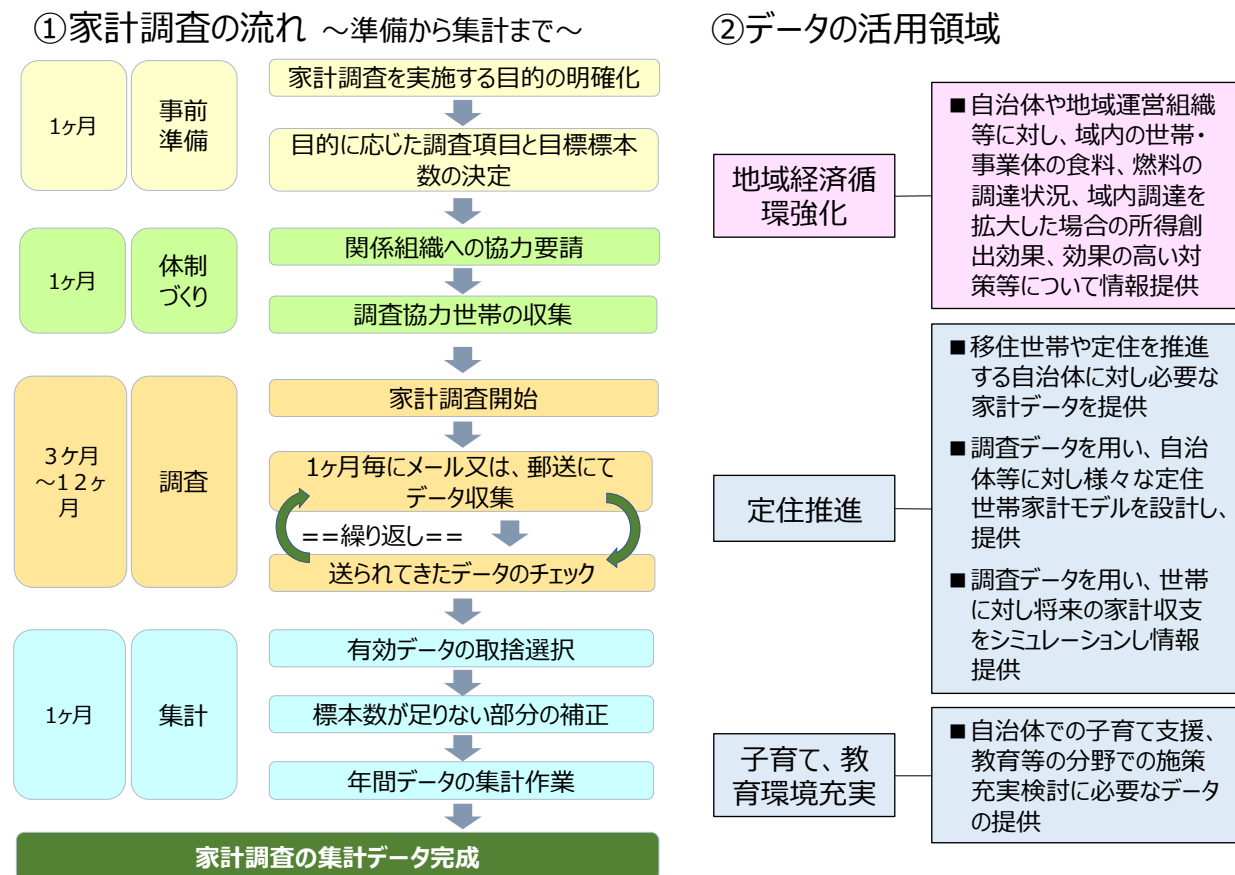 ①家計調査の流れ ～準備から集計まで～
1ヶ月
事前
準備
家計調査を実施する目的の明確化
目的に応じた調査項目と目標標本
数の決定
1ヶ月
体制
づくり
関係組織への協力要請
調査協力世帯の収集
3ケ月
～12ヶ
月
調査
家計調査開始
1ヶ月毎にメール又は、郵送にて
データ収集
==繰り返し==
送られてきたデータのチェック
1ヶ月
集計
有効データの取捨選択
標本数が足りない部分の補正
年間データの集計作業
家計調査の集計データ完成
②データの活用領域
地域経済循
環強化
■自治体や地域運営組織
等に対し、域内の世帯・
事業体の食料、燃料の
調達状況、域内調達を
拡大した場合の所得創
出効果、効果の高い対
策等について情報提供
定住推進
■移住世帯や定住を推進
する自治体に対し必要な
家計データを提供
■調査データを用い、自治
体等に対し様々な定住
世帯家計モデルを設計し、
提供
■調査データを用い、世帯
に対し将来の家計収支
をシミュレーションし情報
提供
子育て、教
育環境充実
■自治体での子育て支援、
教育等の分野での施策
充実検討に必要なデータ
の提供